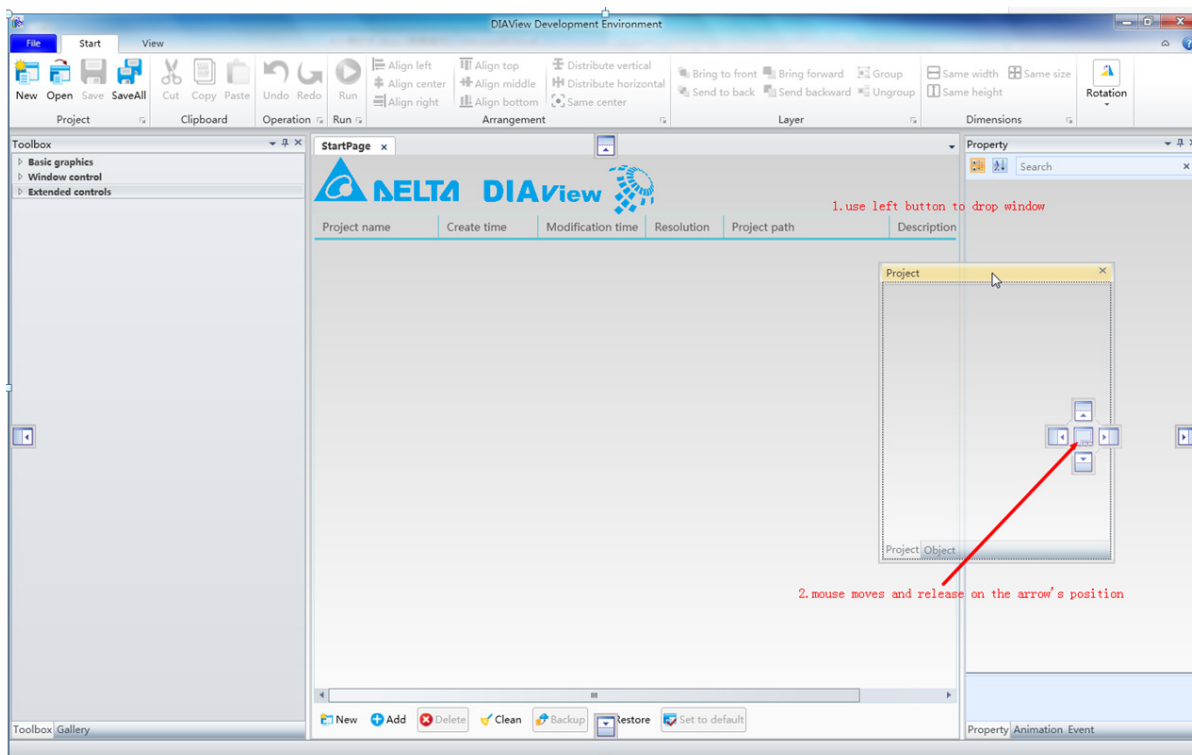 DIAView Development Environment
File Start View
New Open Save SaveAll Cut Copy Paste Undo Redo Run
Align left Align top Distribute vertical
Align center Align middle Distribute horizontal
Align right Align bottom Same center
Bring to front Bring forward Group Same width Same size
Send to back Send backward Ungroup Same height
Rotation
Project Clipboard Operation Run Arrangement Layer Dimensions
Toolbox
Basic graphics
Window control
Extended controls
StartPage x
DELTA DIAView
Project name Create time Modification time Resolution Project path Description
Property
Search
1.use left button to drop window
Project
Project Object
2.mouse moves and release on the arrow's position
New Add Delete Clean Backup Restore Set to default
Toolbox Gallery
Property Animation Event